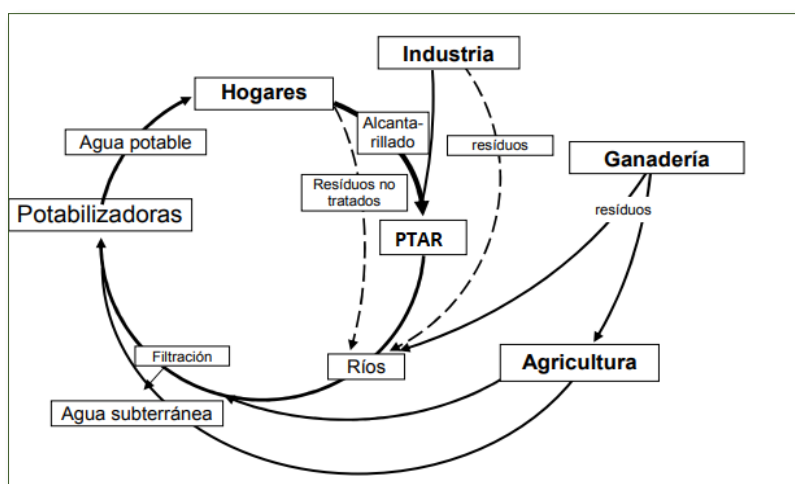 Industria
Hogares
Alcanta-
rillado
Agua potable
resíduos
Ganadería
Resíduos no
tratados
resíduos
Potabilizadoras
PTAR
Filtración
Ríos
Agricultura
Agua subterránea